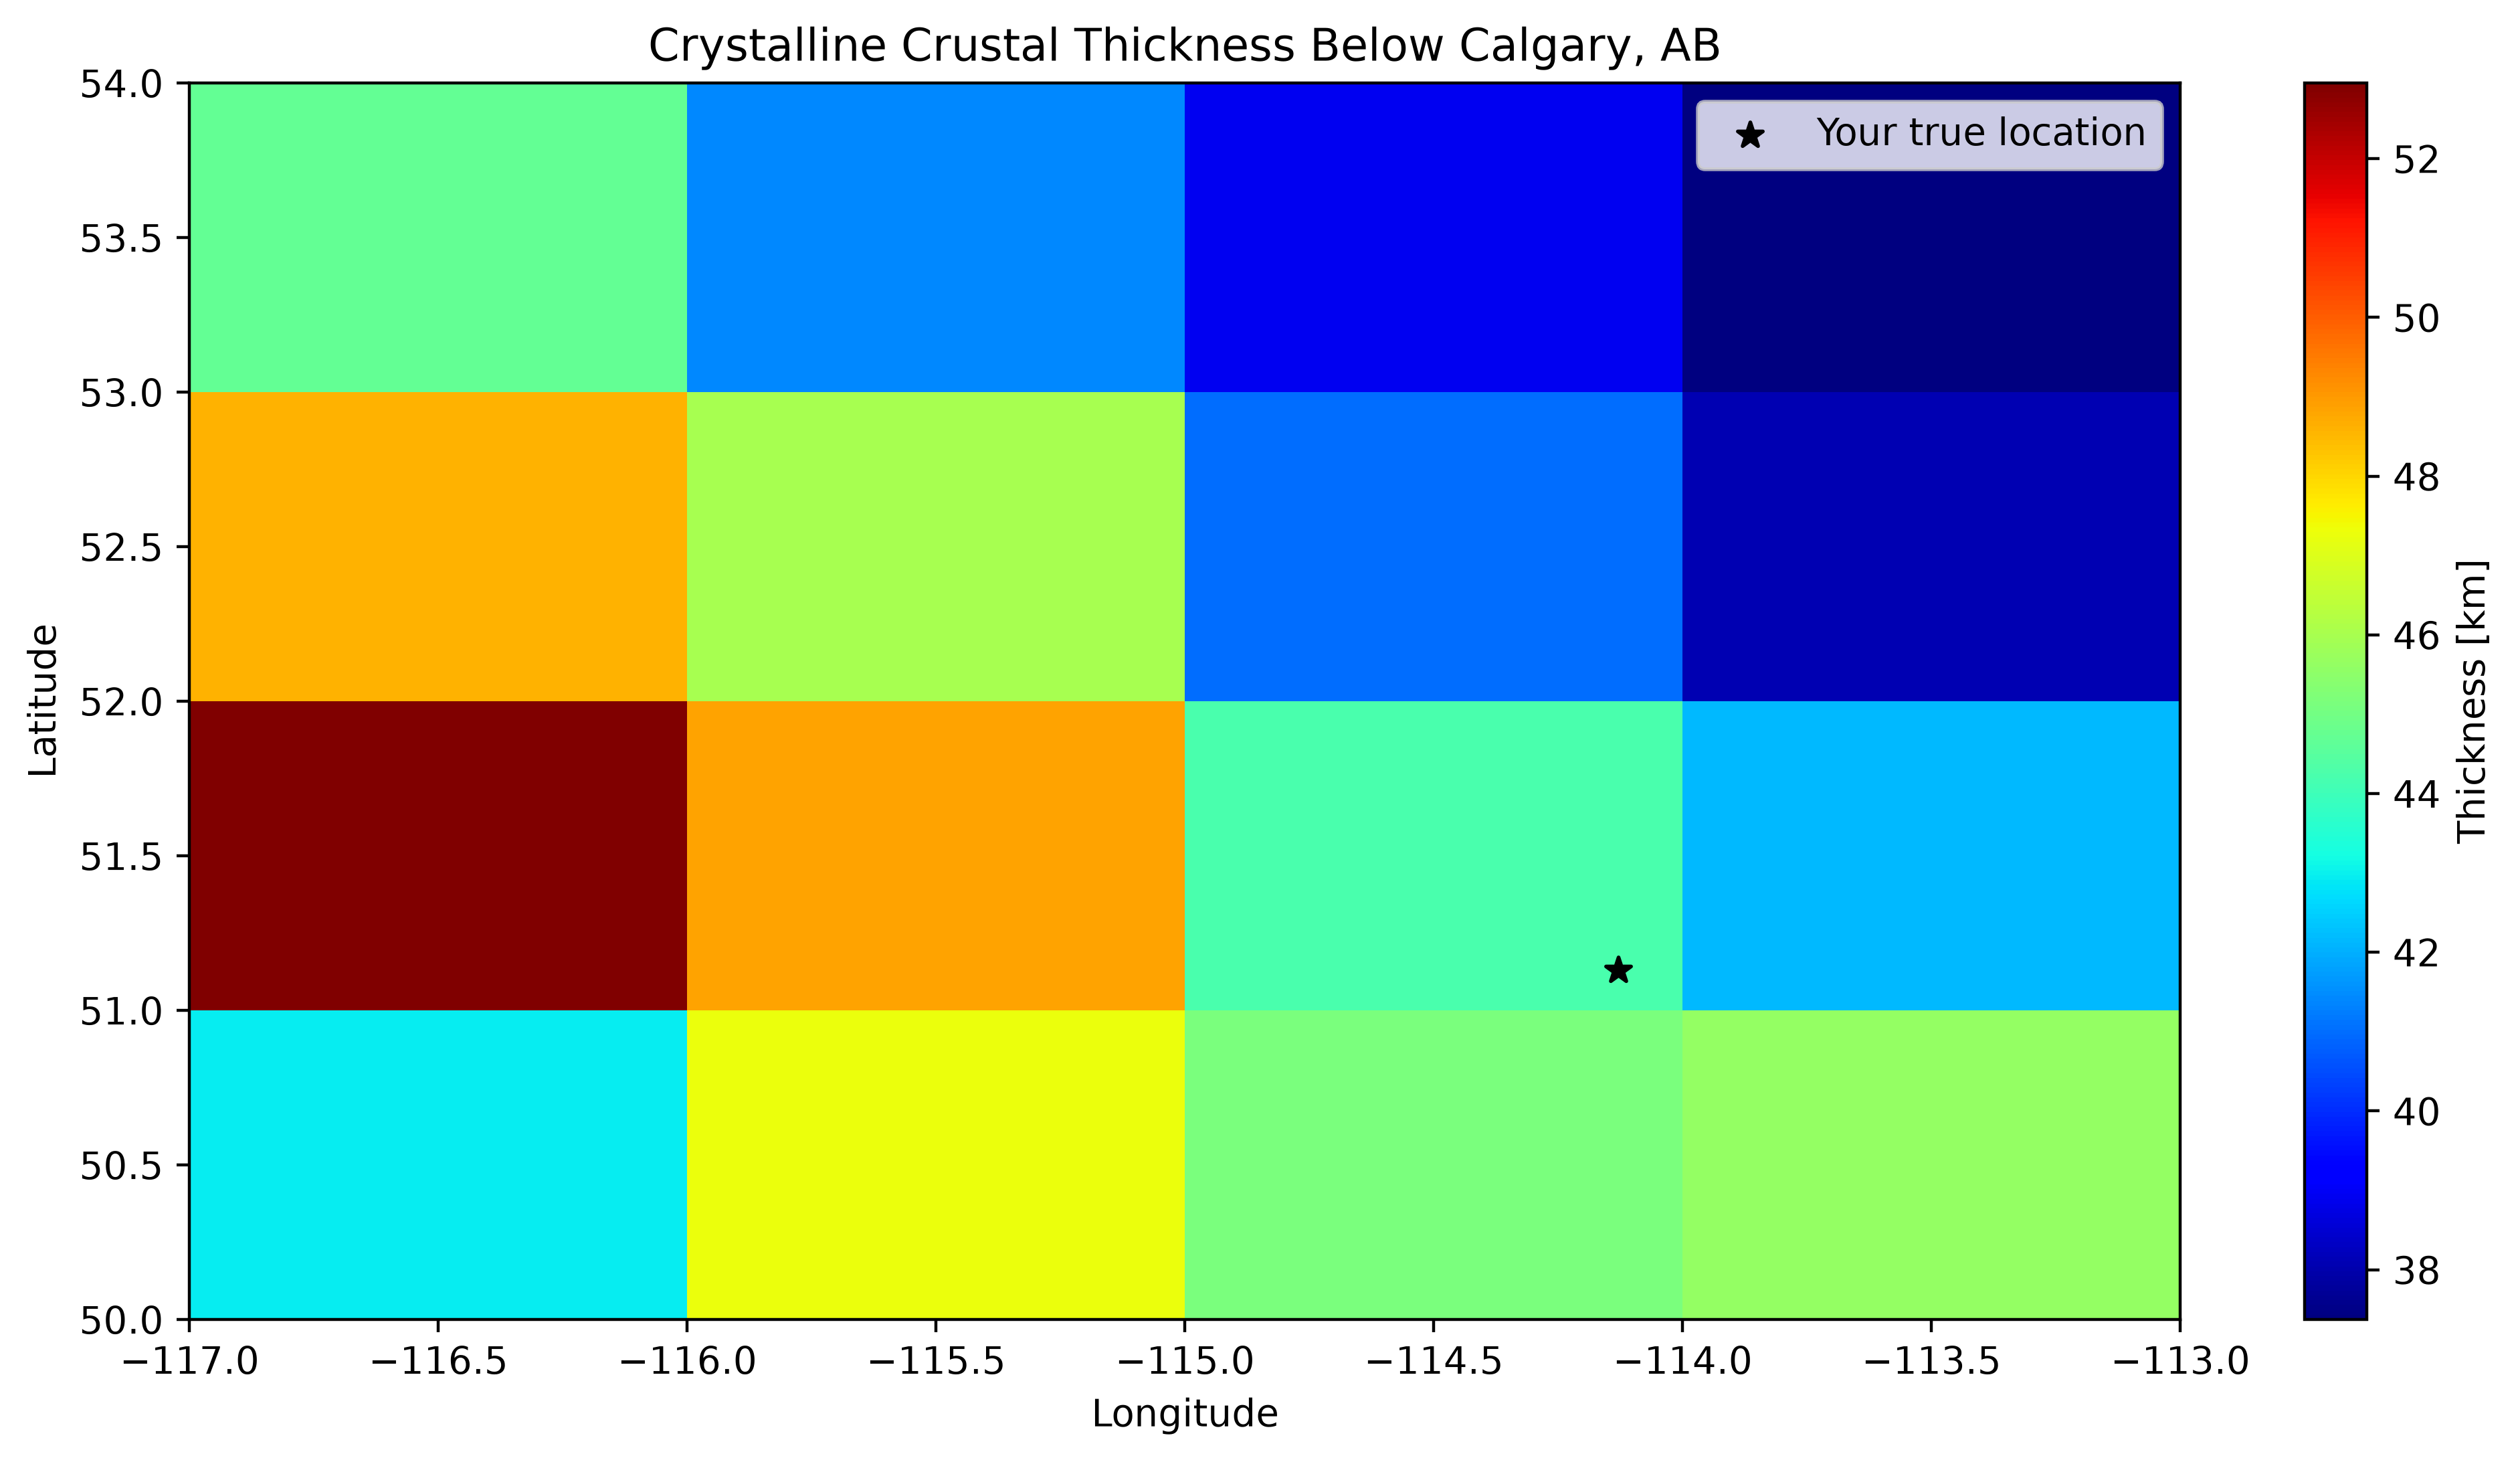 Crystalline Crustal Thickness Below Calgary, AB
Your true location
54.0
53.5
53.0
52.5
52.0
51.5
51.0
50.5
50.0
Latitude
−117.0 −116.5 −116.0 −115.5 −115.0 −114.5 −114.0 −113.5 −113.0
Longitude
52
50
48
46
44
42
40
38
Thickness [km]